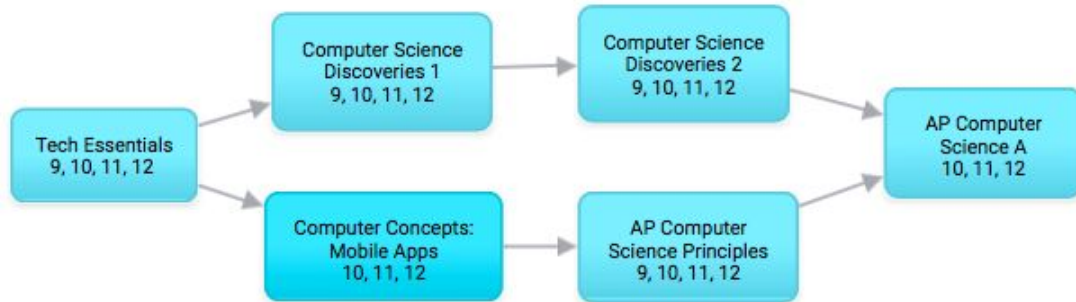 Tech Essentials
9, 10, 11, 12
Computer Science
Discoveries 1
9, 10, 11, 12
Computer Science
Discoveries 2
9, 10, 11, 12
Computer Concepts:
Mobile Apps
10, 11, 12
AP Computer
Science Principles
9, 10, 11, 12
AP Computer
Science A
10, 11, 12